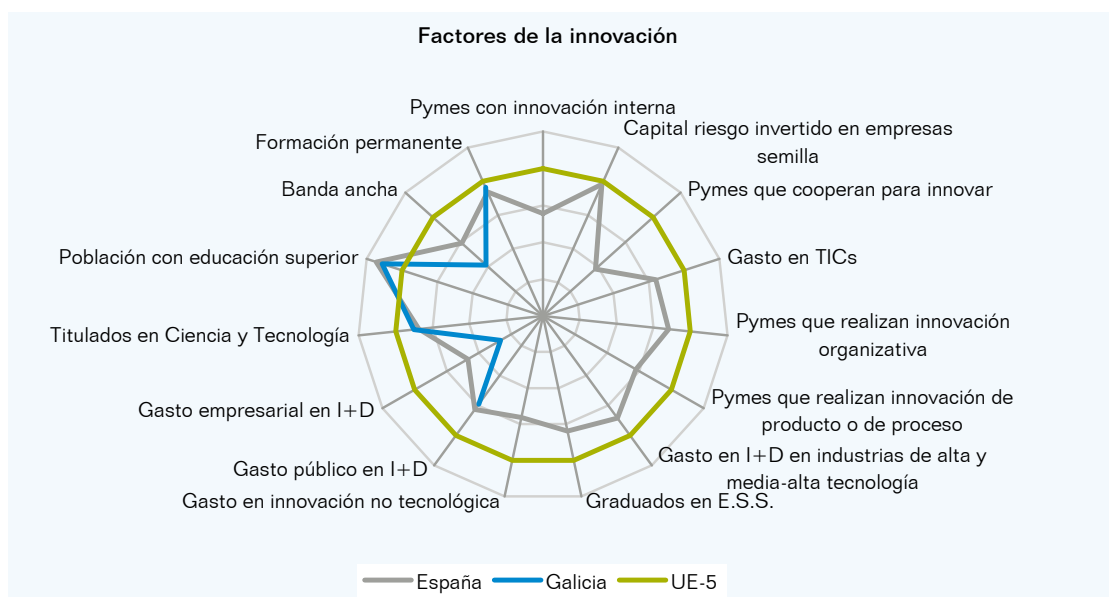 Factores de la innovación
Pymes con innovación interna
Capital riesgo invertido en empresas
semilla
Formación permanente
Banda ancha
Pymes que cooperan para innovar
Población con educación superior
Gasto en TICs
Titulados en Ciencia y Tecnología
Pymes que realizan innovación
organizativa
Gasto empresarial en I+D
Pymes que realizan innovación de
producto o de proceso
Gasto público en I+D
Gasto en I+D en industrias de alta y
media-alta tecnología
Gasto en innovación no tecnológica
Graduados en E.S.S.
España Galicia UE-5